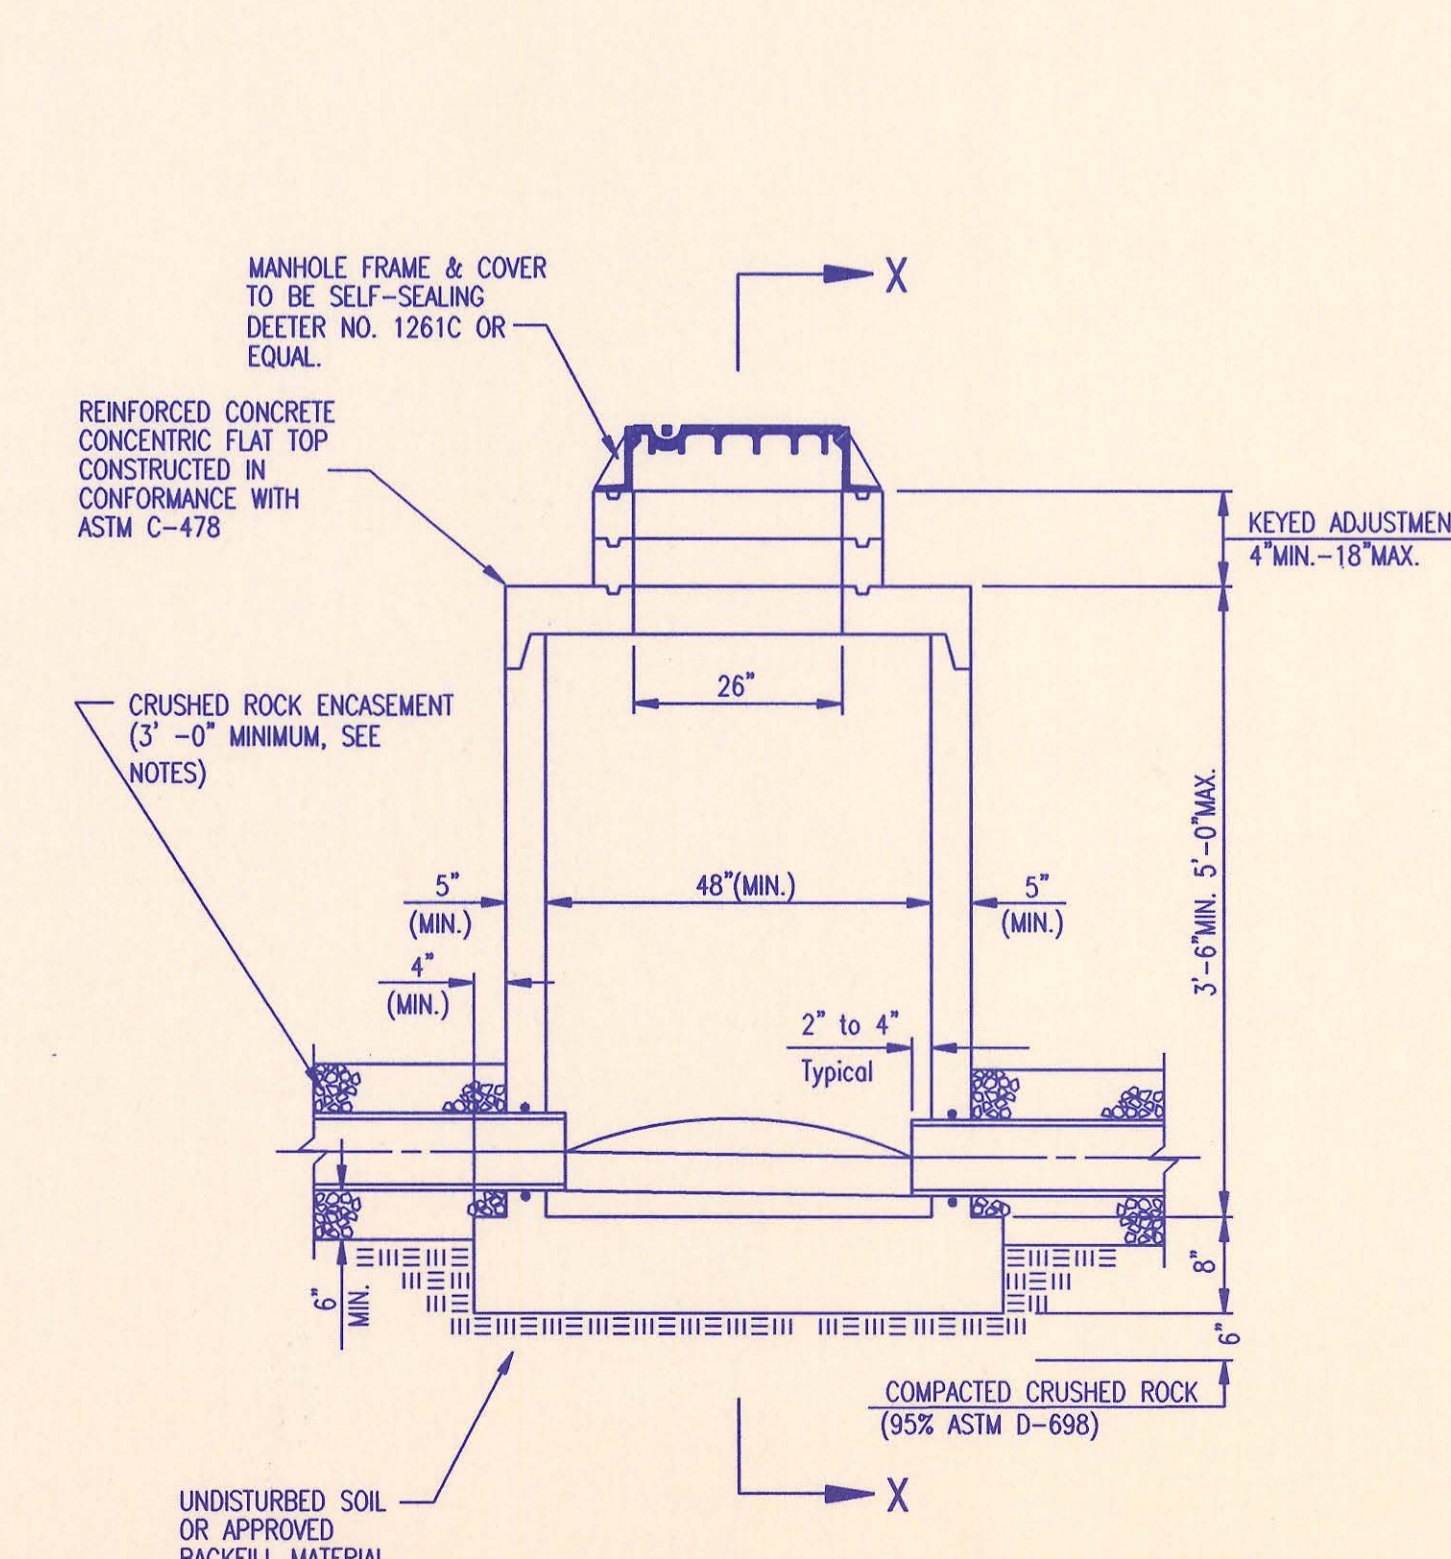 MANHOLE FRAME & COVER
TO BE SELF-SEALING
DEETER NO. 1261C OR
EQUAL.
X
REINFORCED CONCRETE
CONCENTRIC FLAT TOP
CONSTRUCTED IN
CONFORMANCE WITH
ASTM C-478
KEYED ADJUSTMEN
4"MIN.-18"MAX.
CRUSHED ROCK ENCASEMENT
(3' -0" MINIMUM, SEE
NOTES)
26"
3'-6"MIN. 5'-0"MAX.
5"
(MIN.)
48"(MIN.)
5"
(MIN.)
4"
(MIN.)
2" to 4"
Typical
6"
MIN.
8"
6"
COMPACTED CRUSHED ROCK
(95% ASTM D-698)
X
UNDISTURBED SOIL
OR APPROVED
BACKFILL MATERIAL